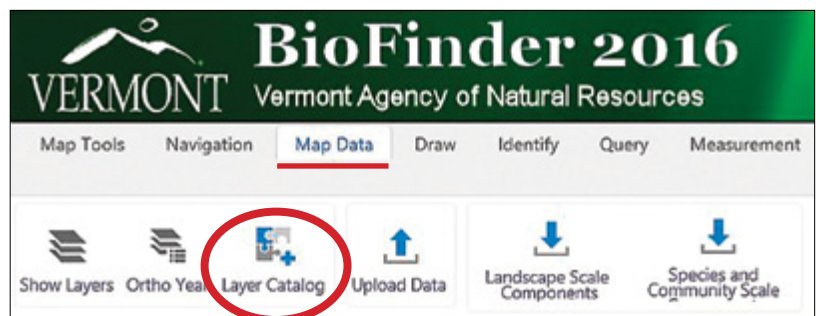 BioFinder 2016
VERMONT Vermont Agency of Natural Resources
Map Tools Navigation Map Data Draw Identify Query Measurement
Show Layers Ortho Year Layer Catalog Upload Data Landscape Scale Components Species and Community Scale